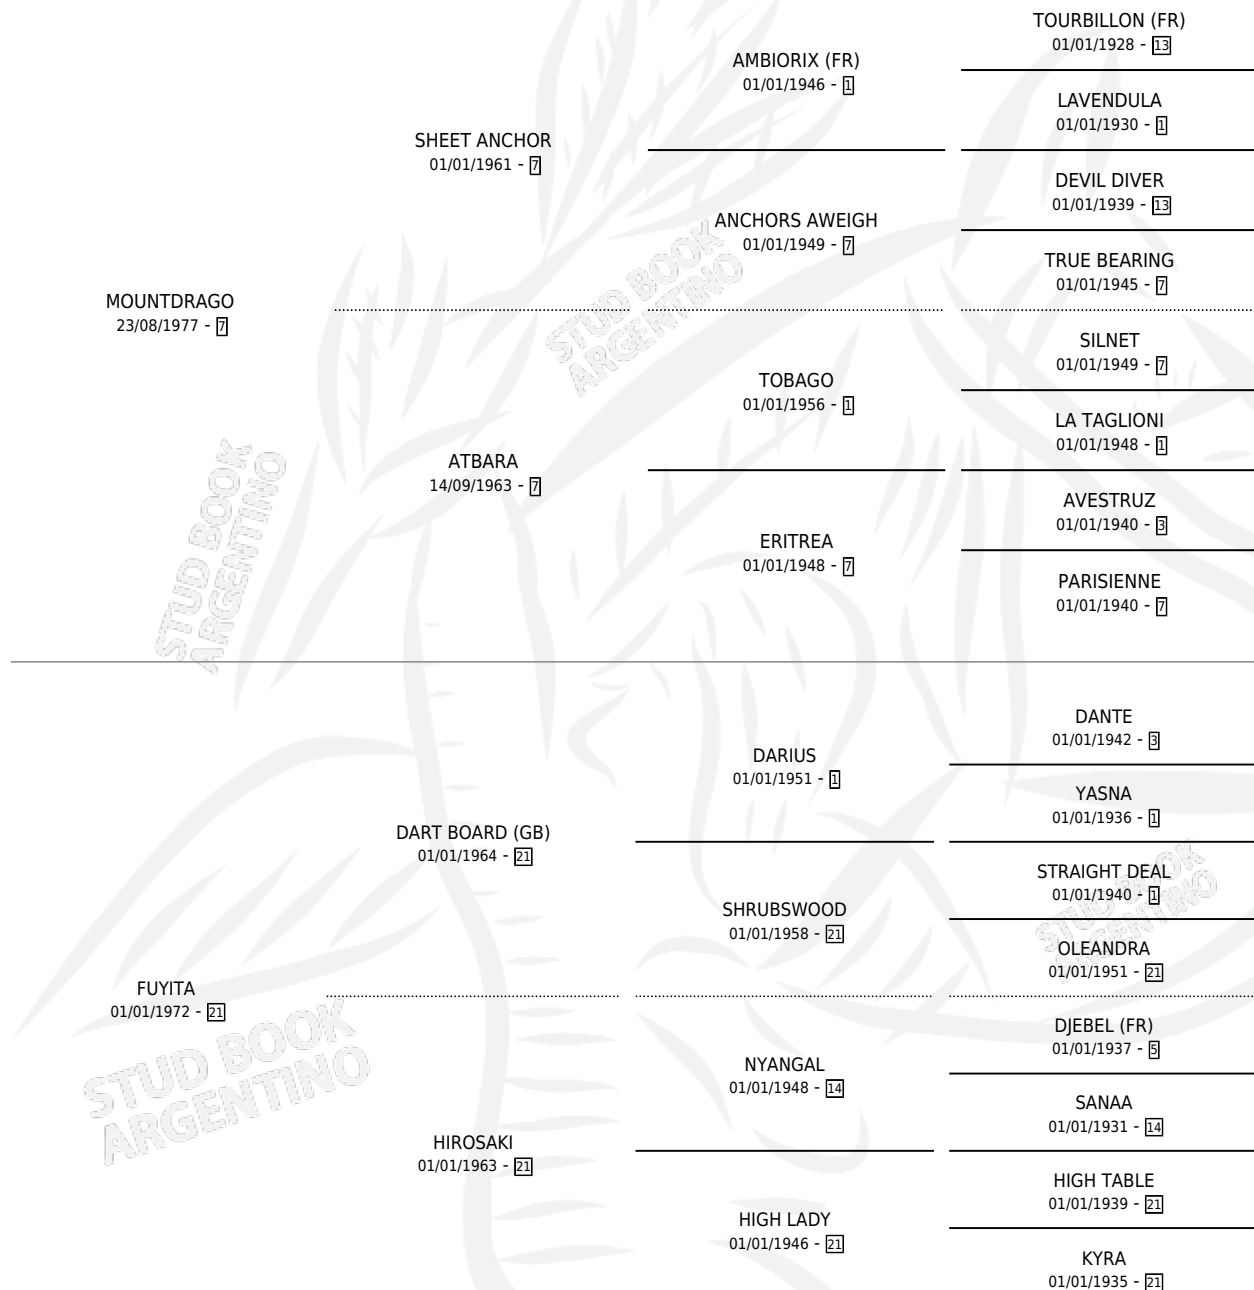 TOURBILLON (FR)
01/01/1928 - 13
AMBIORIX (FR)
01/01/1946 - 1
LAVENDULA
01/01/1930 - 1
SHEET ANCHOR
01/01/1961 - 7
DEVIL DIVER
01/01/1939 - 13
ANCHORS AWEIGH
01/01/1949 - 7
TRUE BEARING
01/01/1945 - 7
MOUNTDRAGO
23/08/1977 - 7
SILNET
01/01/1949 - 7
TOBAGO
01/01/1956 - 1
LA TAGLIONI
01/01/1948 - 1
ATBARA
14/09/1963 - 7
AVESTRUZ
01/01/1940 - 3
ERITREA
01/01/1948 - 7
PARISIENNE
01/01/1940 - 7
DANTE
01/01/1942 - 3
DARIUS
01/01/1951 - 1
YASNA
01/01/1936 - 1
DART BOARD (GB)
01/01/1964 - 21
STRAIGHT DEAL
01/01/1940 - 1
SHRUBSWOOD
01/01/1958 - 21
OLEANDRA
01/01/1951 - 21
FUYITA
01/01/1972 - 21
DJEBEL (FR)
01/01/1937 - 5
NYANGAL
01/01/1948 - 14
SANAA
01/01/1931 - 14
HIROSAKI
01/01/1963 - 21
HIGH TABLE
01/01/1939 - 21
HIGH LADY
01/01/1946 - 21
KYRA
01/01/1935 - 21
STUD BOOK
ARGENTINO
STUD BOOK
ARGENTINO
STUD BOOK
ARGENTINO
STUD BOOK
ARGENTINO